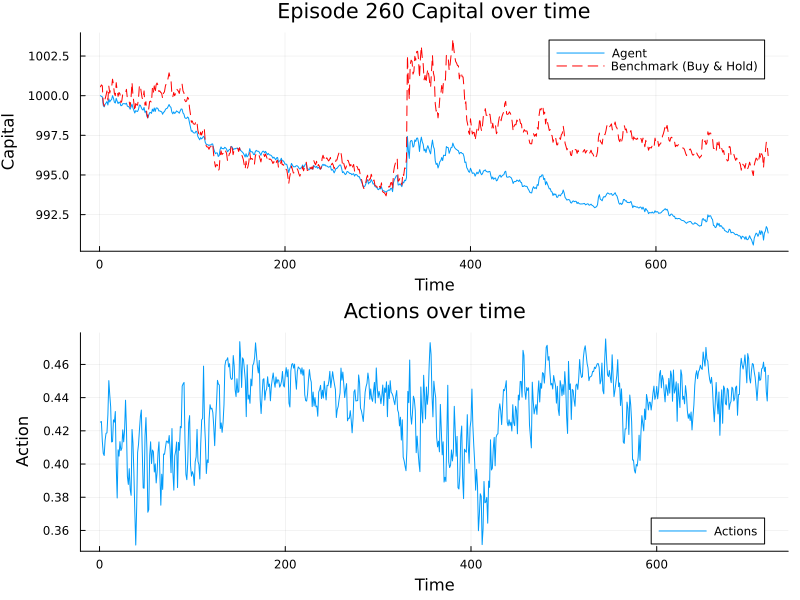 Episode 260 Capital over time
Capital
1002.5
1000.0
997.5
995.0
992.5
Agent
Benchmark (Buy & Hold)
0
200
400
600
Time
Actions over time
Action
0.46
0.44
0.42
0.40
0.38
0.36
Actions
0
200
400
600
Time